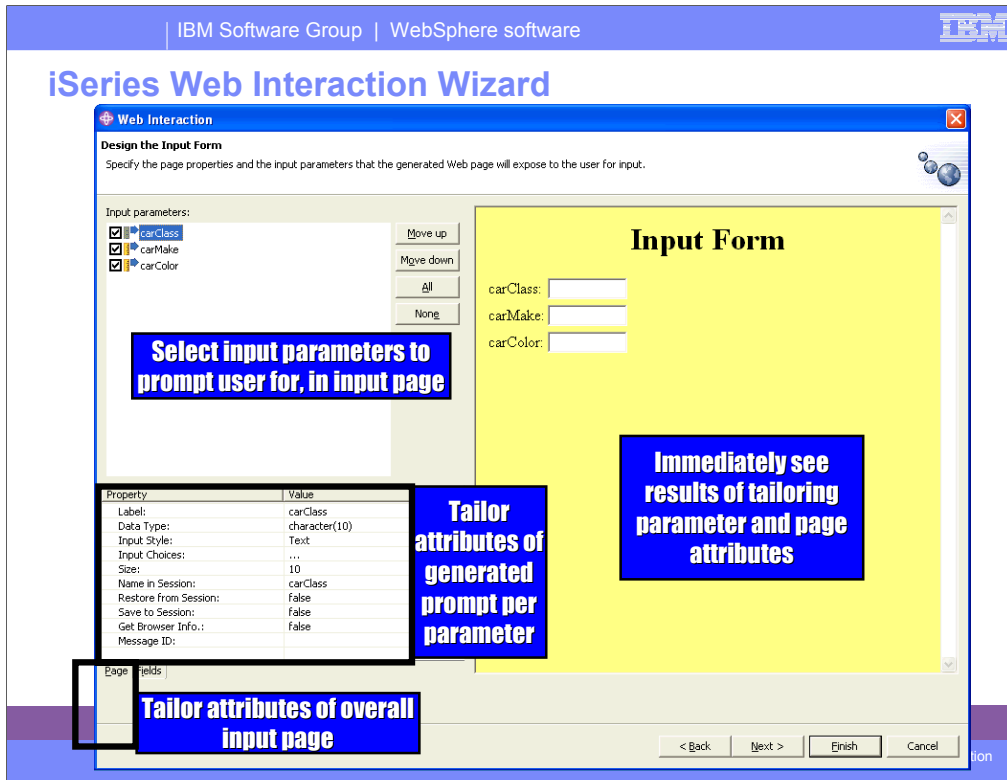 IBM Software Group | WebSphere software
IBM
iSeries Web Interaction Wizard
Web Interaction
Design the Input Form
Specify the page properties and the input parameters that the generated Web page will expose to the user for input.
Input parameters:
carClass
carMake
carColor
Move up
Move down
All
None
Select input parameters to
prompt user for, in input page
Input Form
carClass:
carMake:
carColor:
Immediately see
results of tailoring
parameter and page
attributes
Property Value
Label: carClass
Data Type: character(10)
Input Style: Text
Input Choices: ...
Size: 10
Name in Session: carClass
Restore from Session: false
Save to Session: false
Get Browser Info.: false
Message ID:
Tailor
attributes of
generated
prompt per
parameter
Page Fields
Tailor attributes of overall
input page
< Back Next > Finish Cancel
tion